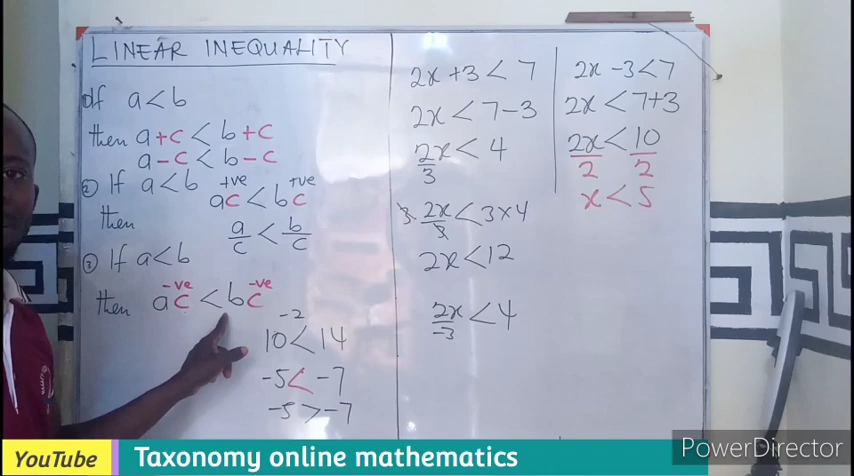 LINEAR INEQUALITY
① If a < b
then a + c < b + c
a - c < b - c
② If a < b
+ve +ve
then ac < bc
a/c < b/c
③ If a < b
-ve -ve
then ac < bc
-2
10 < 14
-5 < -7
-5 > -7
2x + 3 < 7
2x < 7 - 3
2x/3 < 4
3 · 2x/3 < 3 × 4
2x < 12
2x/-3 < 4
2x - 3 < 7
2x < 7 + 3
2x/2 < 10/2
x < 5
PowerDirector
YouTube Taxonomy online mathematics